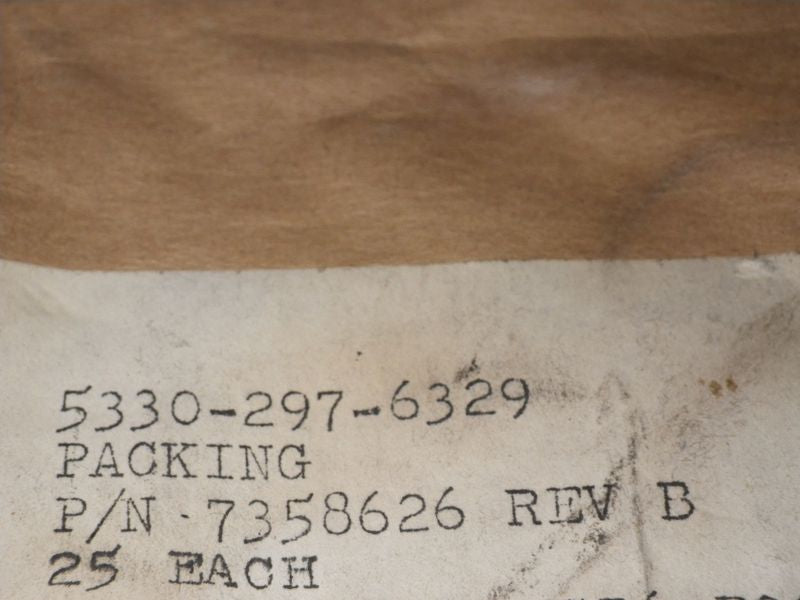 5330-297-6329
PACKING
P/N 7358626 REV B
25 EACH